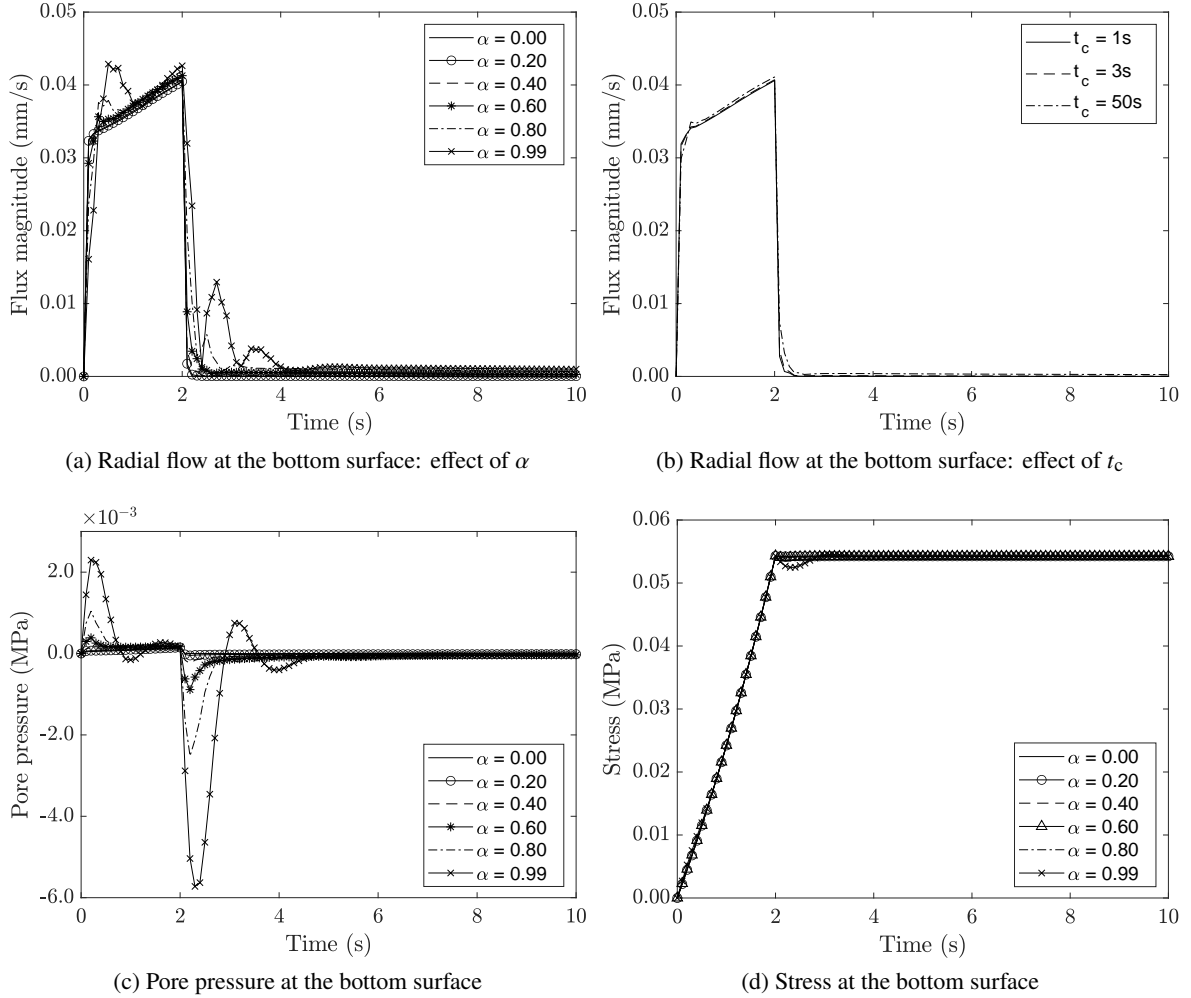 0.05
0.04
0.03
0.02
0.01
0.00
Flux magnitude (mm/s)
0 2 4 6 8 10
Time (s)
α = 0.00
α = 0.20
α = 0.40
α = 0.60
α = 0.80
α = 0.99
(a) Radial flow at the bottom surface: effect of α
0.05
0.04
0.03
0.02
0.01
0.00
Flux magnitude (mm/s)
0 2 4 6 8 10
Time (s)
t_c = 1s
t_c = 3s
t_c = 50s
(b) Radial flow at the bottom surface: effect of t_c
×10⁻³
2.0
0.0
-2.0
-4.0
-6.0
Pore pressure (MPa)
0 2 4 6 8 10
Time (s)
α = 0.00
α = 0.20
α = 0.40
α = 0.60
α = 0.80
α = 0.99
(c) Pore pressure at the bottom surface
0.06
0.05
0.04
0.03
0.02
0.01
0.00
Stress (MPa)
0 2 4 6 8 10
Time (s)
α = 0.00
α = 0.20
α = 0.40
α = 0.60
α = 0.80
α = 0.99
(d) Stress at the bottom surface